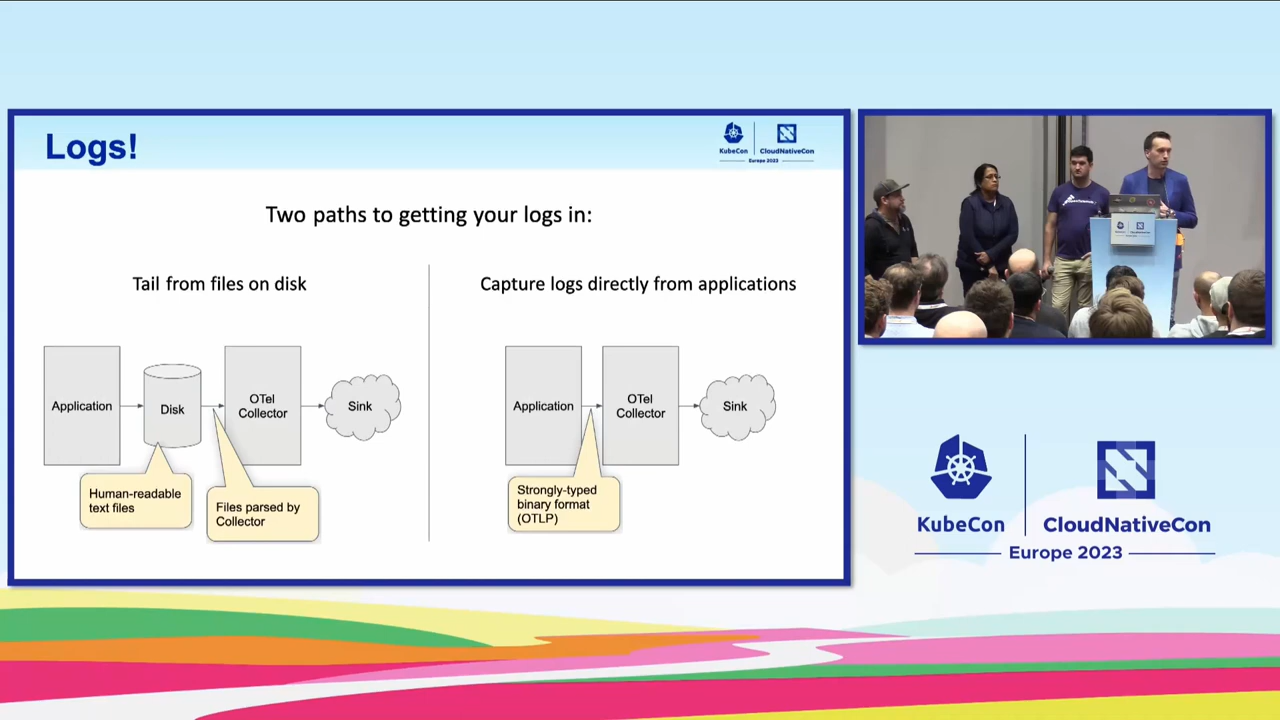 Logs!
KubeCon
CloudNativeCon
Europe 2023
Two paths to getting your logs in:
Tail from files on disk
Application
Disk
OTel
Collector
Sink
Human-readable
text files
Files parsed by
Collector
Capture logs directly from applications
Application
OTel
Collector
Sink
Strongly-typed
binary format
(OTLP)
KubeCon
CloudNativeCon
Europe 2023